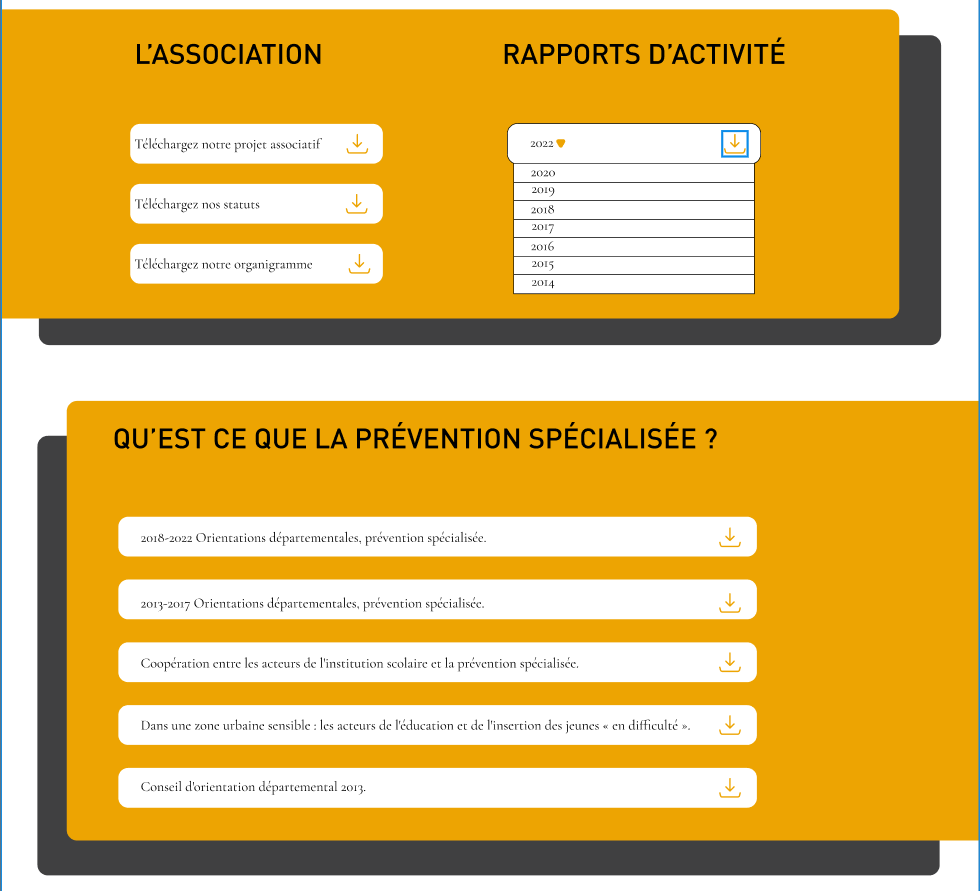 L'ASSOCIATION
Téléchargez notre projet associatif
Téléchargez nos statuts
Téléchargez notre organigramme
RAPPORTS D'ACTIVITÉ
2022
2020
2019
2018
2017
2016
2015
2014
QU'EST CE QUE LA PRÉVENTION SPÉCIALISÉE ?
2018-2022 Orientations départementales, prévention spécialisée.
2013-2017 Orientations départementales, prévention spécialisée.
Coopération entre les acteurs de l'institution scolaire et la prévention spécialisée.
Dans une zone urbaine sensible : les acteurs de l'éducation et de l'insertion des jeunes « en difficulté ».
Conseil d'orientation départemental 2013.